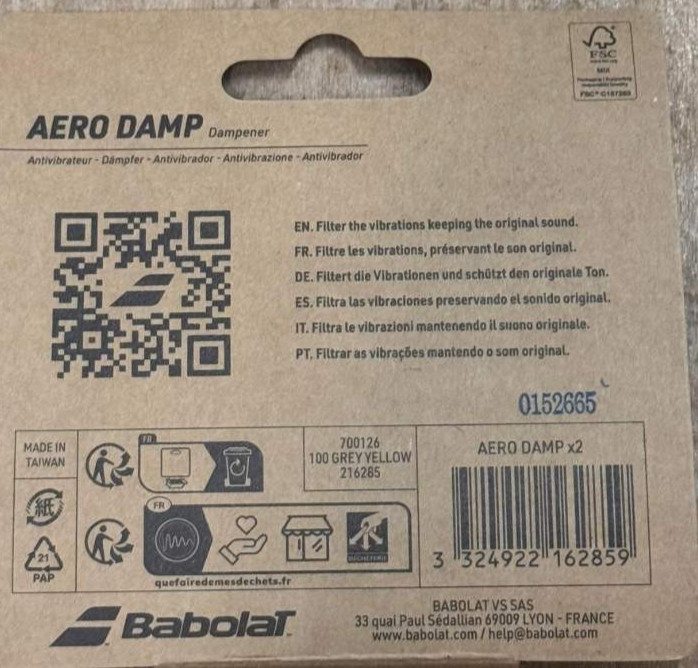 FSC
MIX
FSC® C187283
AERO DAMP Dampener
Antivibrateur - Dämpfer - Antivibrador - Antivibrazione - Antivibrador
EN. Filter the vibrations keeping the original sound.
FR. Filtre les vibrations, préservant le son original.
DE. Filtert die Vibrationen und schützt den originale Ton.
ES. Filtra las vibraciones preservando el sonido original.
IT. Filtra le vibrazioni mantenendo il suono originale.
PT. Filtrar as vibrações mantendo o som original.
0152665
MADE IN
TAIWAN
FR
700126
100 GREY YELLOW
216285
AERO DAMP x2
紙
FR
21
PAP
DÉCHÈTERIE
3 324922 162859
quefairedemesdechets.fr
BabolaT
BABOLAT VS SAS
33 quai Paul Sédallian 69009 LYON - FRANCE
www.babolat.com / help@babolat.com